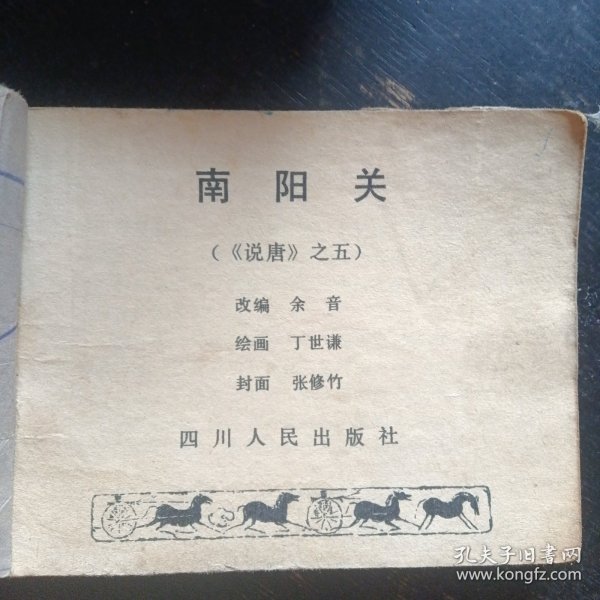 南阳关
（《说唐》之五）
改编 余音
绘画 丁世谦
封面 张修竹
四川人民出版社
孔夫子旧书网
www.kongfz.com